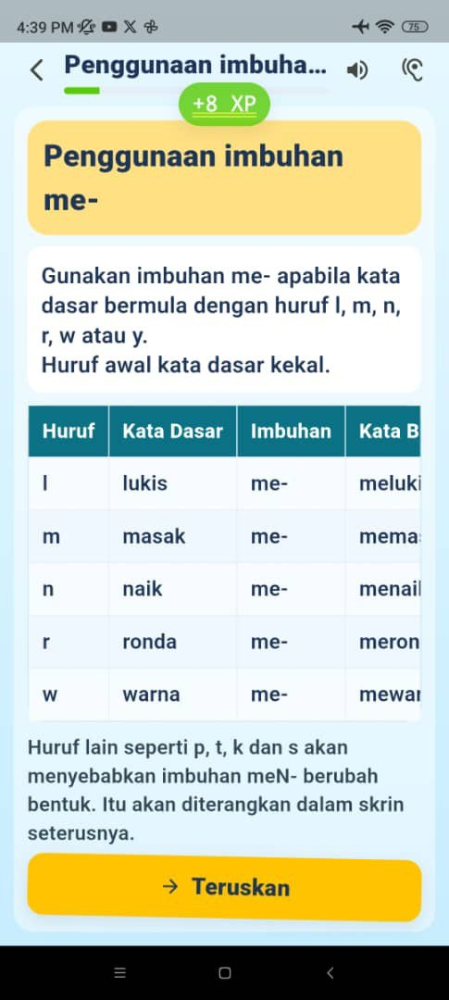 4:39 PM
75
Penggunaan imbuha...
+8 XP
Penggunaan imbuhan
me-
Gunakan imbuhan me- apabila kata
dasar bermula dengan huruf l, m, n,
r, w atau y.
Huruf awal kata dasar kekal.
Huruf Kata Dasar Imbuhan Kata B
l lukis me- meluki
m masak me- mema
n naik me- menai
r ronda me- meron
w warna me- mewa
Huruf lain seperti p, t, k dan s akan
menyebabkan imbuhan meN- berubah
bentuk. Itu akan diterangkan dalam skrin
seterusnya.
→ Teruskan